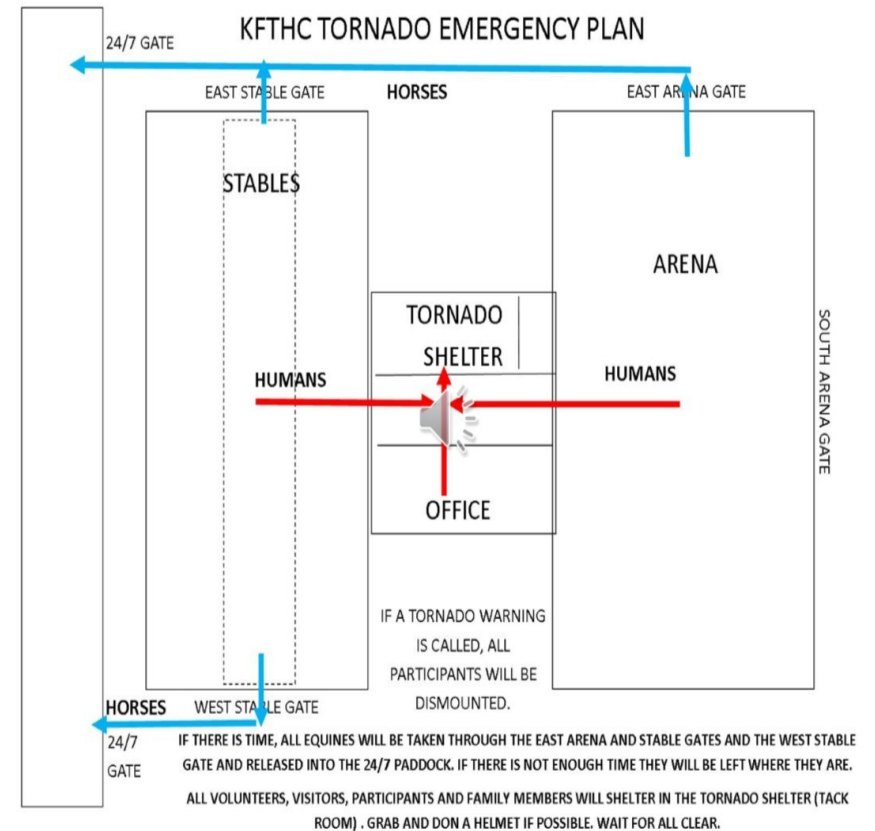 KFTHC TORNADO EMERGENCY PLAN
24/7 GATE
EAST STABLE GATE
HORSES
EAST ARENA GATE
STABLES
ARENA
TORNADO
SHELTER
SOUTH ARENA GATE
HUMANS
HUMANS
OFFICE
IF A TORNADO WARNING
IS CALLED, ALL
PARTICIPANTS WILL BE
DISMOUNTED.
HORSES
WEST STABLE GATE
24/7
GATE
IF THERE IS TIME, ALL EQUINES WILL BE TAKEN THROUGH THE EAST ARENA AND STABLE GATES AND THE WEST STABLE
GATE AND RELEASED INTO THE 24/7 PADDOCK. IF THERE IS NOT ENOUGH TIME THEY WILL BE LEFT WHERE THEY ARE.
ALL VOLUNTEERS, VISITORS, PARTICIPANTS AND FAMILY MEMBERS WILL SHELTER IN THE TORNADO SHELTER (TACK
ROOM) . GRAB AND DON A HELMET IF POSSIBLE. WAIT FOR ALL CLEAR.